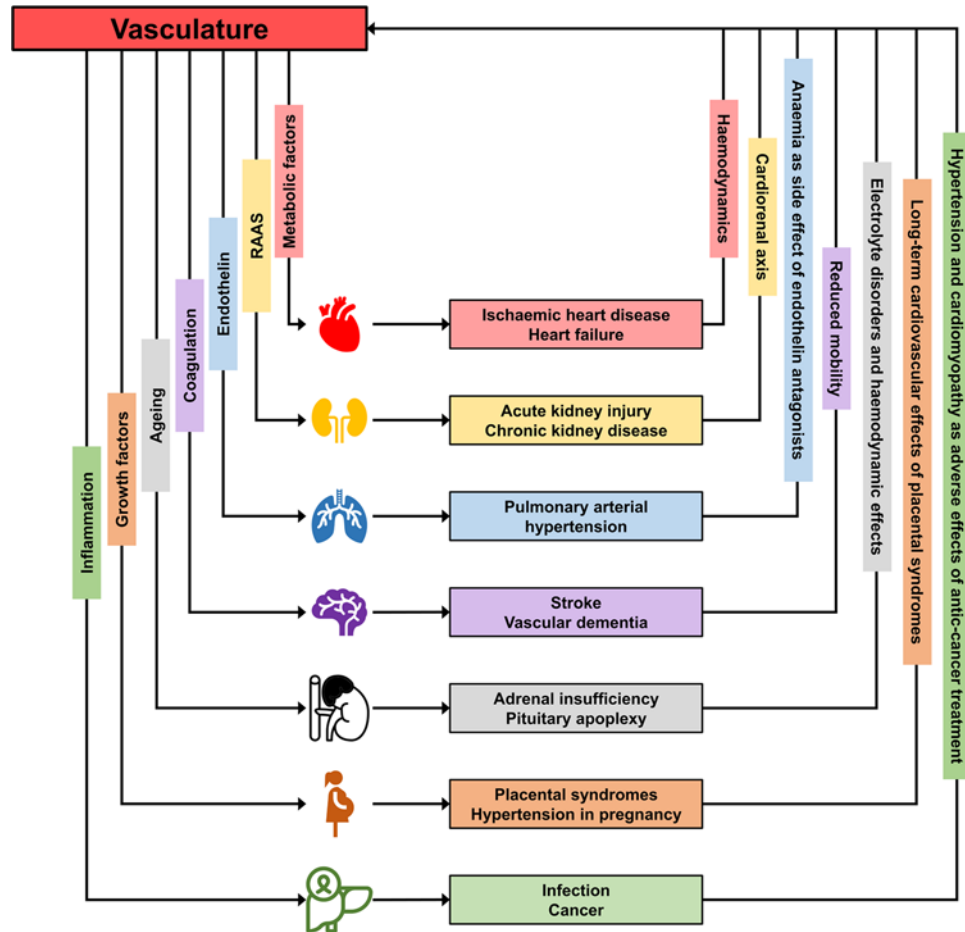 Vasculature
Inflammation
Growth factors
Ageing
Coagulation
Endothelin
RAAS
Metabolic factors
Haemodynamics
Cardiorenal axis
Anaemia as side effect of endothelin antagonists
Reduced mobility
Electrolyte disorders and haemodynamic effects
Long-term cardiovascular effects of placental syndromes
Hypertension and cardiomyopathy as adverse effects of antic-cancer treatment
Ischaemic heart disease
Heart failure
Acute kidney injury
Chronic kidney disease
Pulmonary arterial
hypertension
Stroke
Vascular dementia
Adrenal insufficiency
Pituitary apoplexy
Placental syndromes
Hypertension in pregnancy
Infection
Cancer